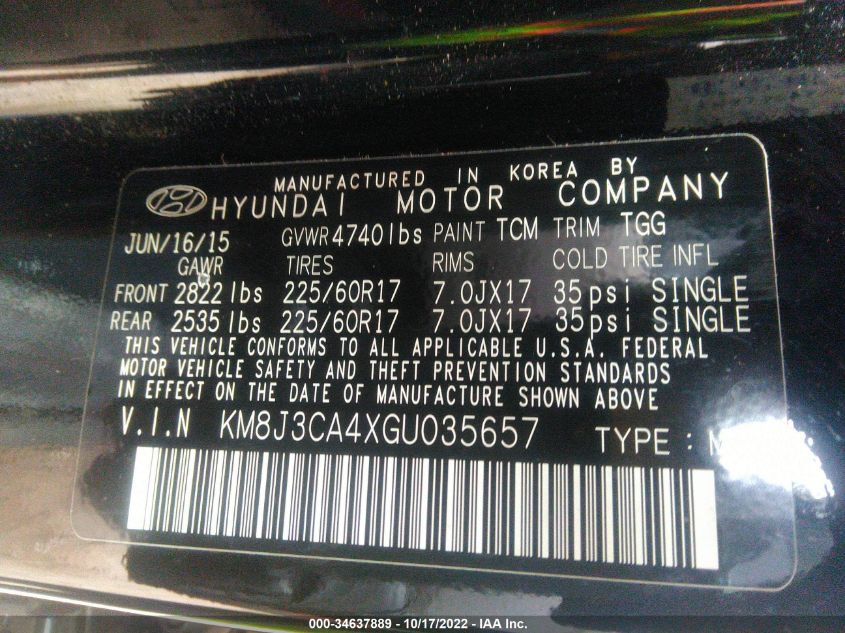 MANUFACTURED IN KOREA BY
HYUNDAI MOTOR COMPANY
JUN/16/15 GVWR 4740 lbs PAINT TCM TRIM TGG
GAWR TIRES RIMS COLD TIRE INFL
FRONT 2822 lbs 225/60R17 7.0JX17 35psi SINGLE
REAR 2535 lbs 225/60R17 7.0JX17 35psi SINGLE
THIS VEHICLE CONFORMS TO ALL APPLICABLE U.S.A. FEDERAL
MOTOR VEHICLE SAFETY AND THEFT PREVENTION STANDARDS
IN EFFECT ON THE DATE OF MANUFACTURE SHOWN ABOVE
V.I.N KM8J3CA4XGU035657 TYPE :
000-34637889 - 10/17/2022 - IAA Inc.